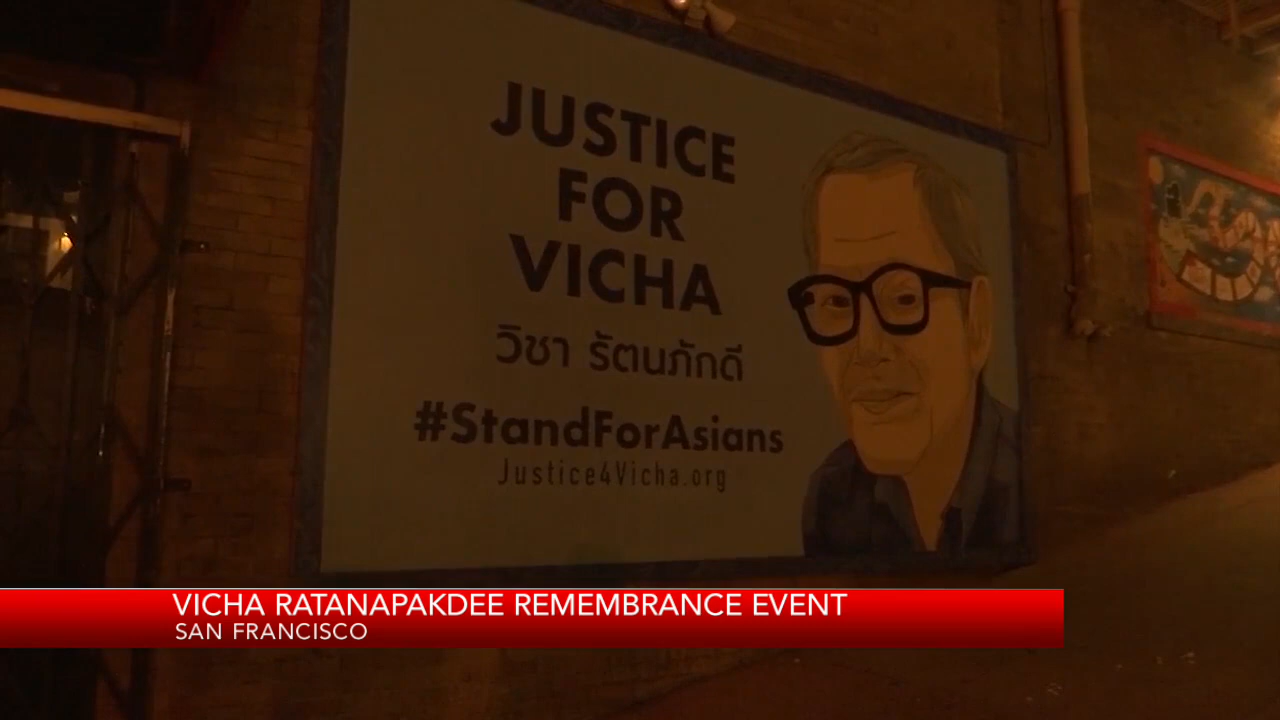 JUSTICE
FOR
VICHA
วิชา รัตนภักดี
#StandForAsians
Justice4Vicha.org
VICHA RATANAPAKDEE REMEMBRANCE EVENT
SAN FRANCISCO